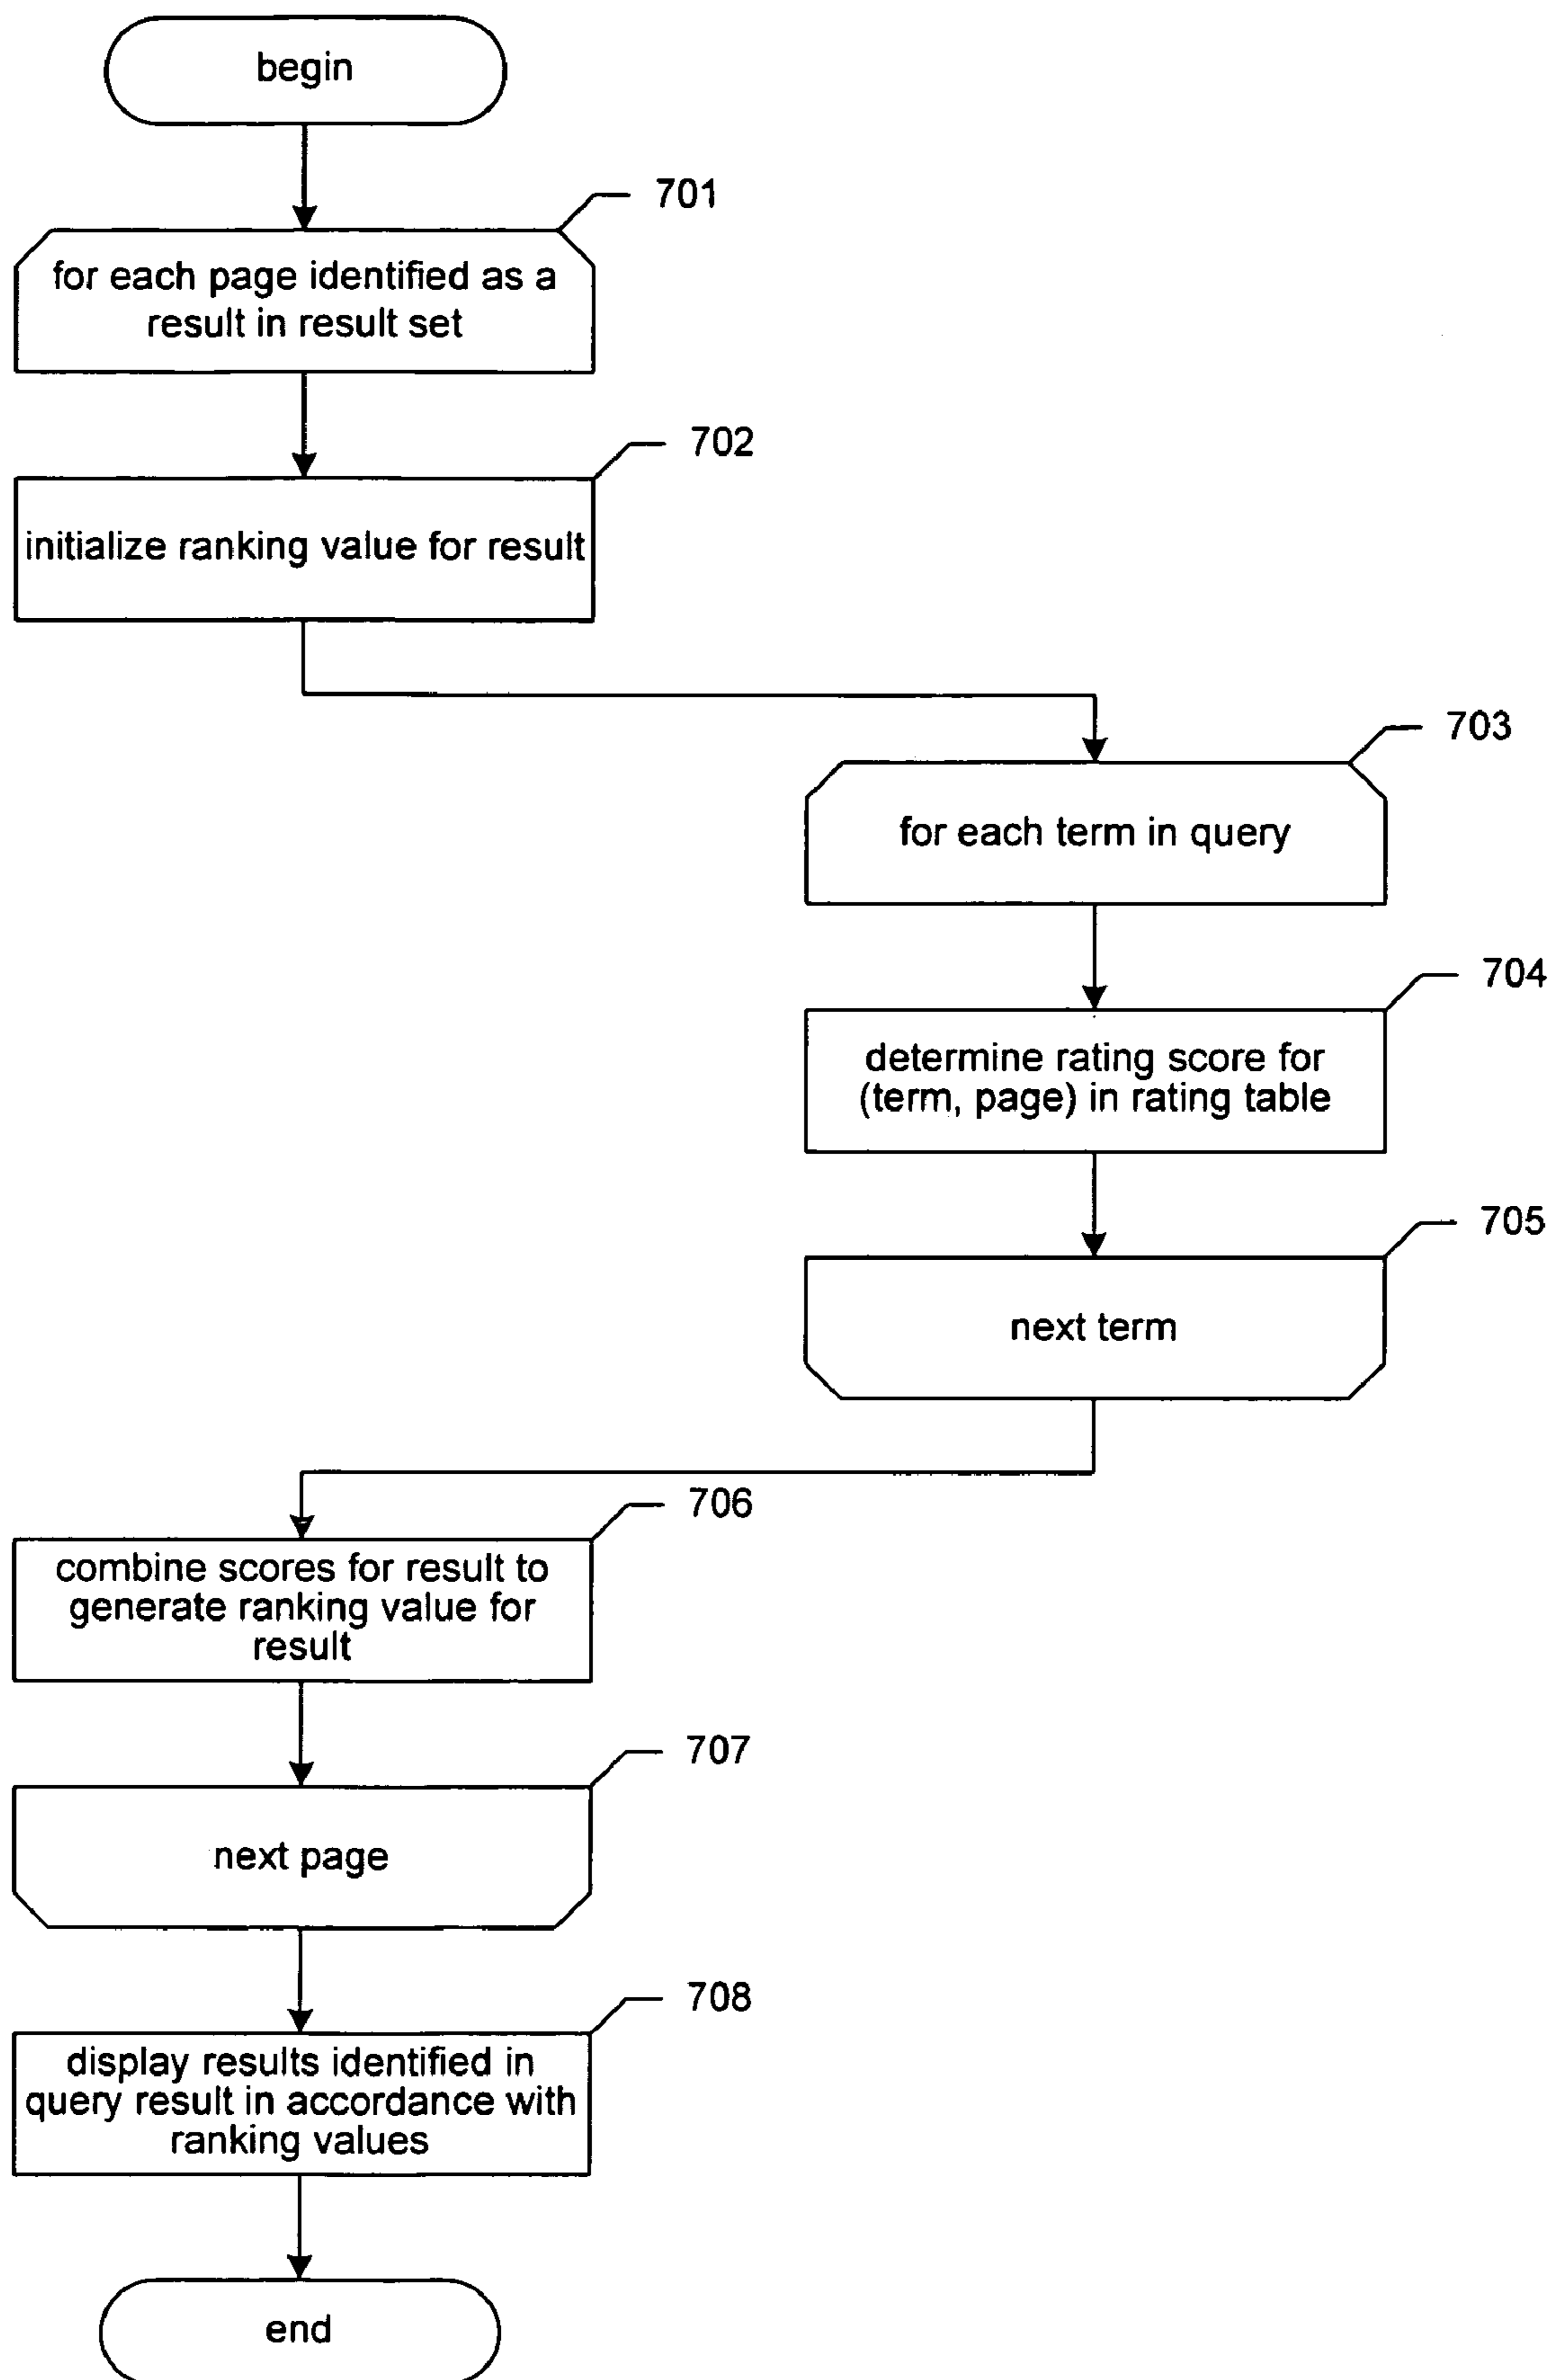 begin
701
for each page identified as a
result in result set
702
initialize ranking value for result
703
for each term in query
704
determine rating score for
(term, page) in rating table
705
next term
706
combine scores for result to
generate ranking value for
result
707
next page
708
display results identified in
query result in accordance with
ranking values
end